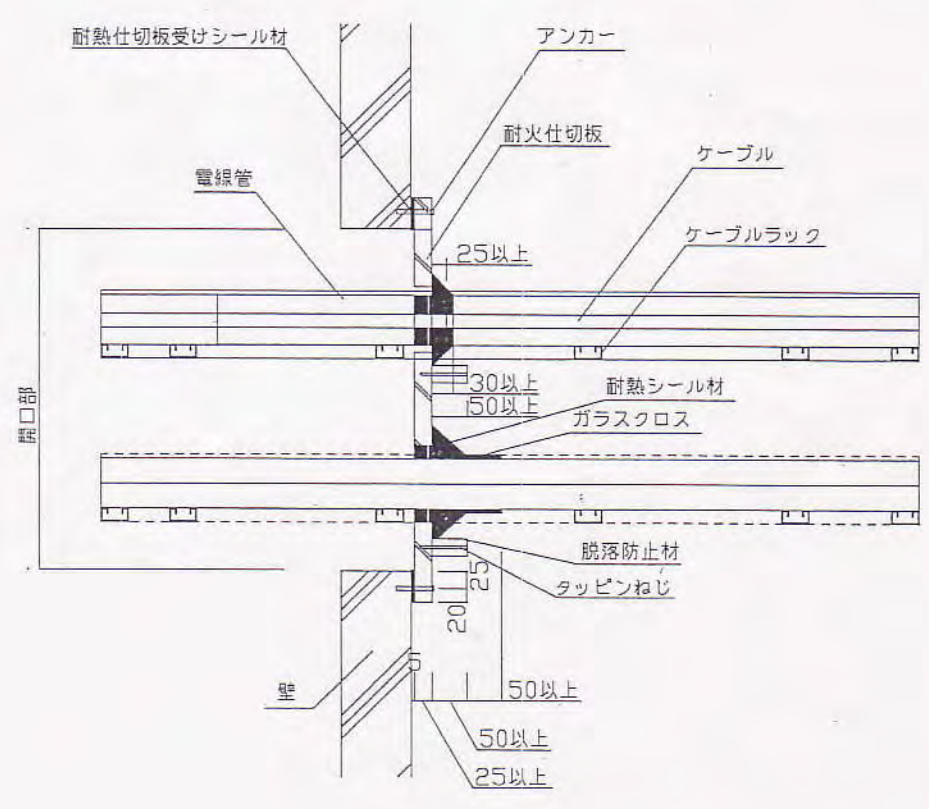 耐熱仕切板受けシール材
アンカー
耐火仕切板
ケーブル
電線管
ケーブルラック
25以上
30以上
50以上
耐熱シール材
ガラスクロス
開口部
脱落防止材
タッピンねじ
25
20
壁
50以上
50以上
25以上